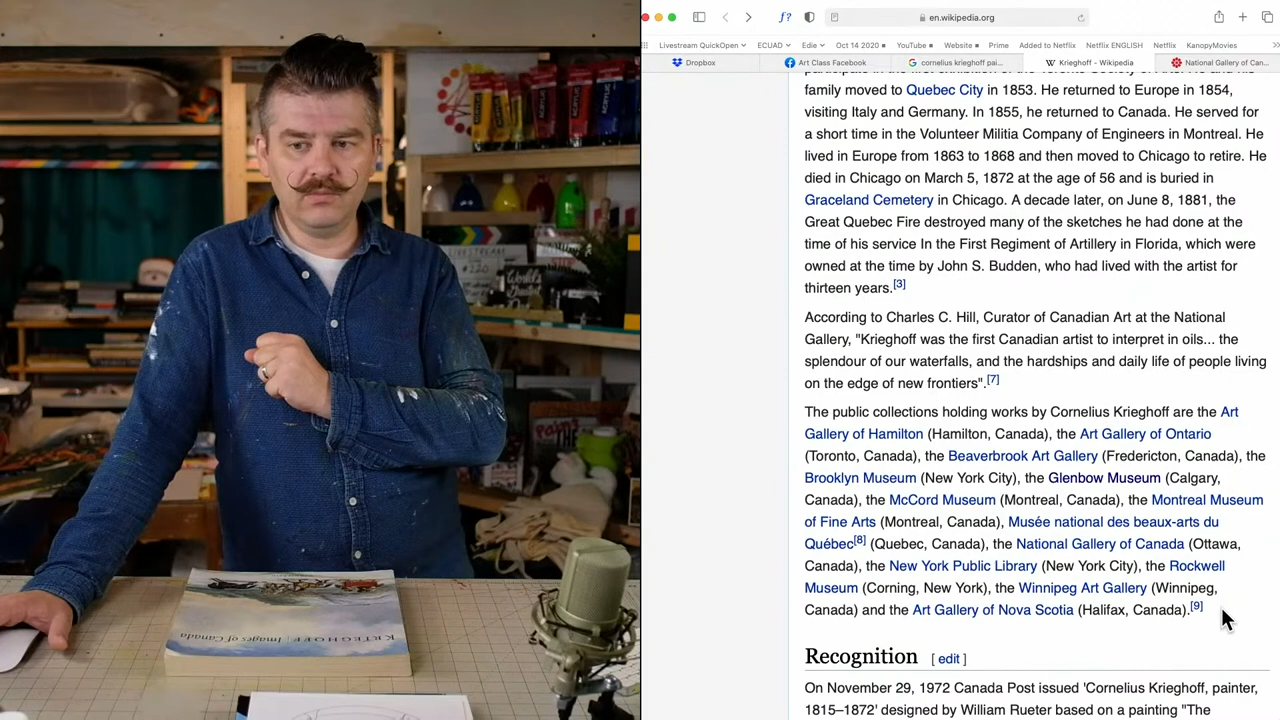 ACRYLIC
ACRYLIC
LIVESTREAM
#220
World's
KRIEGHOFF | Images of Canada
f?
en.wikipedia.org
Livestream QuickOpen
ECUAD
Edie
Oct 14 2020
YouTube
Website
Prime
Added to Netflix
Netflix ENGLISH
Netflix
KanopyMovies
Dropbox
Art Class Facebook
cornelius krieghoff pai...
W Krieghoff - Wikipedia
National Gallery of Can...
family moved to Quebec City in 1853. He returned to Europe in 1854,
visiting Italy and Germany. In 1855, he returned to Canada. He served for
a short time in the Volunteer Militia Company of Engineers in Montreal. He
lived in Europe from 1863 to 1868 and then moved to Chicago to retire. He
died in Chicago on March 5, 1872 at the age of 56 and is buried in
Graceland Cemetery in Chicago. A decade later, on June 8, 1881, the
Great Quebec Fire destroyed many of the sketches he had done at the
time of his service In the First Regiment of Artillery in Florida, which were
owned at the time by John S. Budden, who had lived with the artist for
thirteen years.[3]
According to Charles C. Hill, Curator of Canadian Art at the National
Gallery, "Krieghoff was the first Canadian artist to interpret in oils... the
splendour of our waterfalls, and the hardships and daily life of people living
on the edge of new frontiers".[7]
The public collections holding works by Cornelius Krieghoff are the Art
Gallery of Hamilton (Hamilton, Canada), the Art Gallery of Ontario
(Toronto, Canada), the Beaverbrook Art Gallery (Fredericton, Canada), the
Brooklyn Museum (New York City), the Glenbow Museum (Calgary,
Canada), the McCord Museum (Montreal, Canada), the Montreal Museum
of Fine Arts (Montreal, Canada), Musée national des beaux-arts du
Québec[8] (Quebec, Canada), the National Gallery of Canada (Ottawa,
Canada), the New York Public Library (New York City), the Rockwell
Museum (Corning, New York), the Winnipeg Art Gallery (Winnipeg,
Canada) and the Art Gallery of Nova Scotia (Halifax, Canada).[9]
Recognition [ edit ]
On November 29, 1972 Canada Post issued 'Cornelius Krieghoff, painter,
1815–1872' designed by William Rueter based on a painting "The